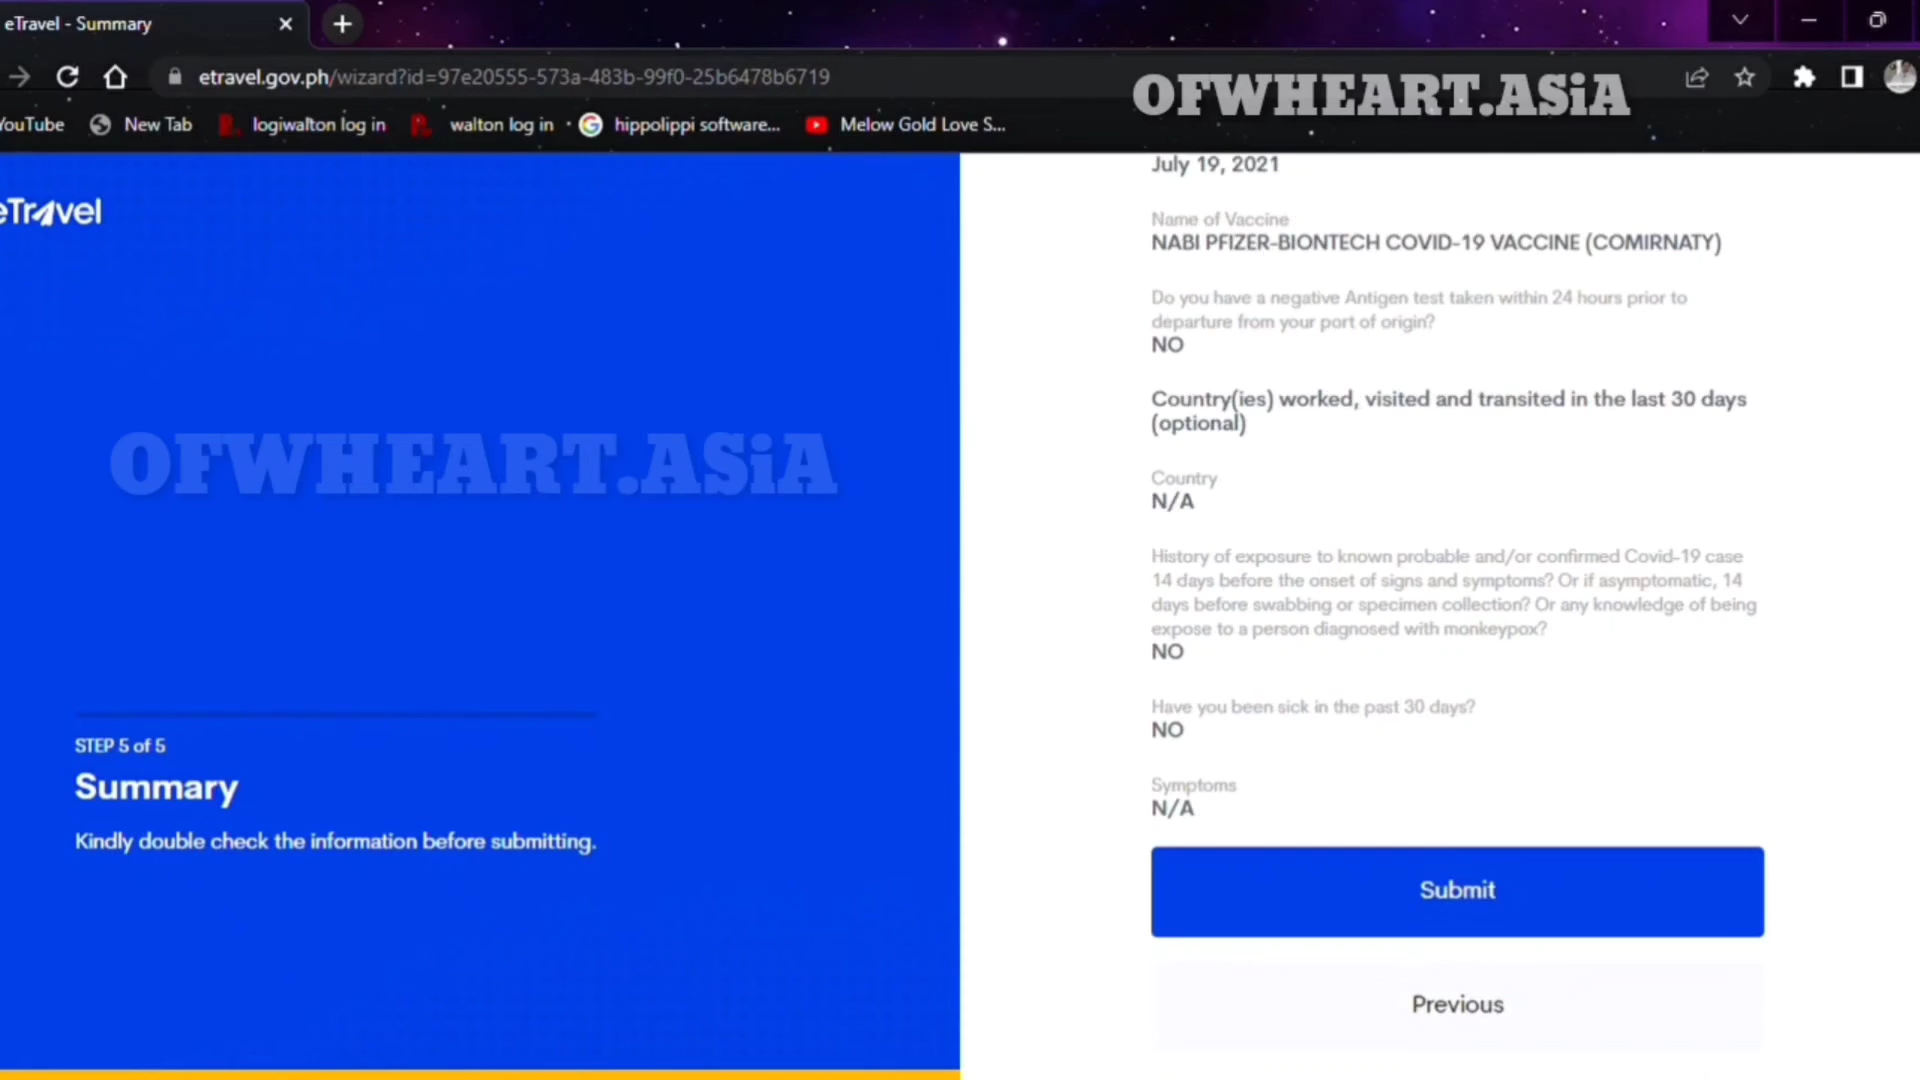 eTravel - Summary
etravel.gov.ph/wizard?id=97e20555-573a-483b-99f0-25b6478b6719
OFWHEART.ASiA
YouTube
New Tab
logiwalton log in
walton log in
hippolippi software...
Melow Gold Love S...
eTravel
OFWHEART.ASiA
STEP 5 of 5
Summary
Kindly double check the information before submitting.
July 19, 2021
Name of Vaccine
NABI PFIZER-BIONTECH COVID-19 VACCINE (COMIRNATY)
Do you have a negative Antigen test taken within 24 hours prior to
departure from your port of origin?
NO
Country(ies) worked, visited and transited in the last 30 days
(optional)
Country
N/A
History of exposure to known probable and/or confirmed Covid-19 case
14 days before the onset of signs and symptoms? Or if asymptomatic, 14
days before swabbing or specimen collection? Or any knowledge of being
expose to a person diagnosed with monkeypox?
NO
Have you been sick in the past 30 days?
NO
Symptoms
N/A
Submit
Previous